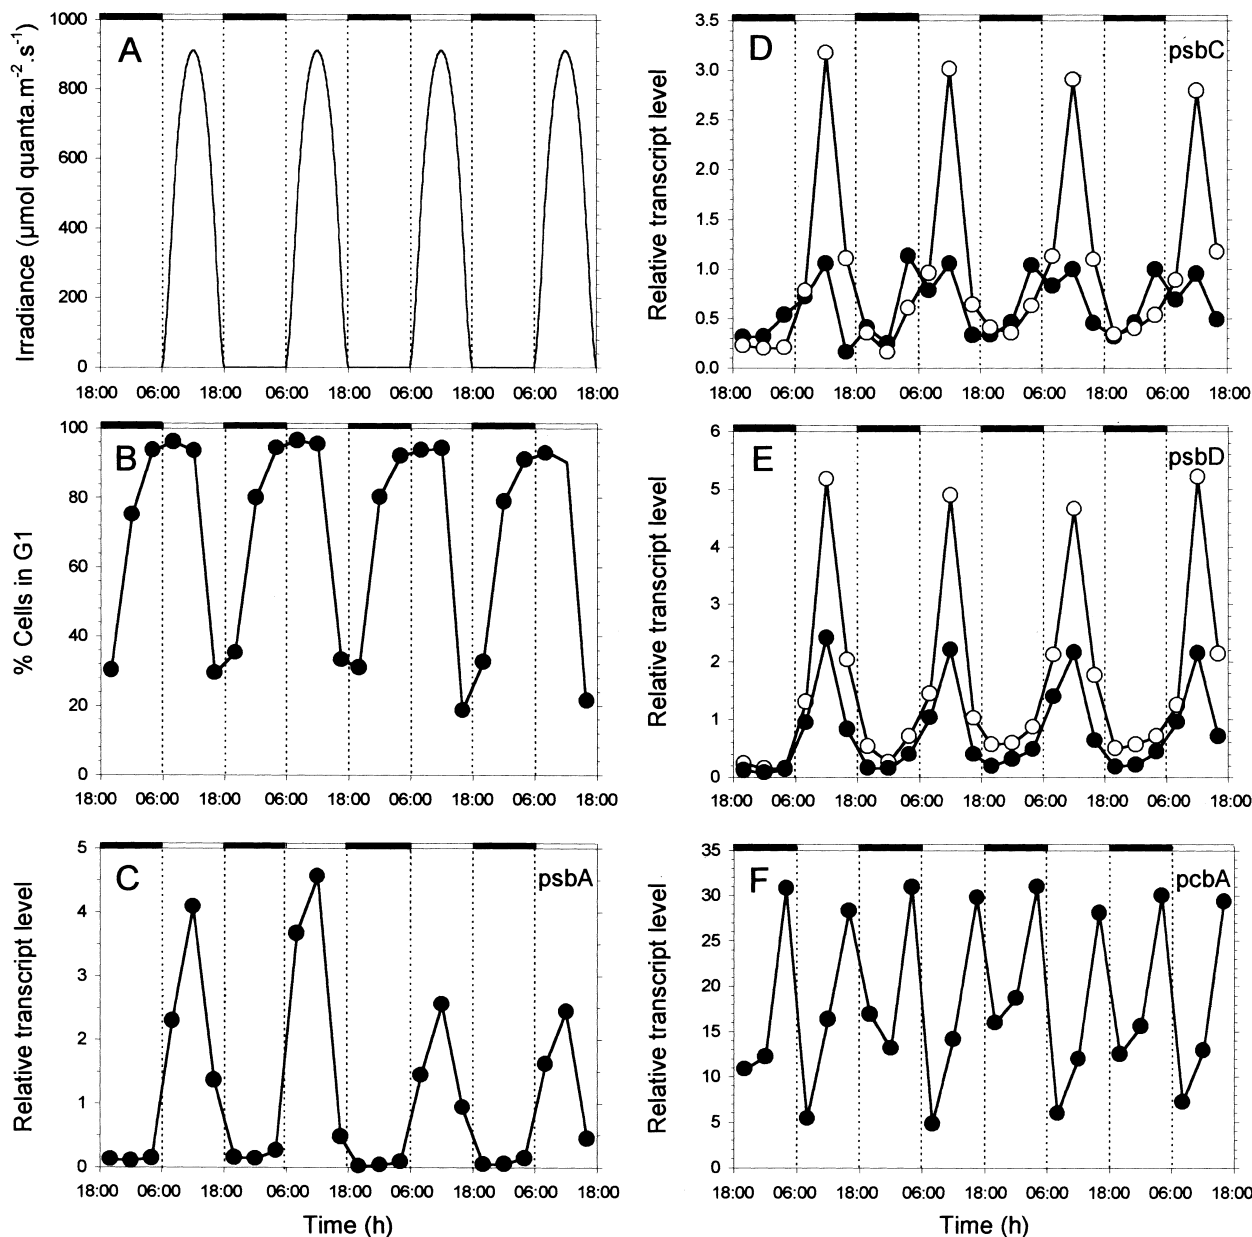 A
Irradiance (µmol quanta.m⁻².s⁻¹)
1000
800
600
400
200
0
18:00 06:00 18:00 06:00 18:00 06:00 18:00 06:00 18:00
B
% Cells in G1
100
80
60
40
20
0
18:00 06:00 18:00 06:00 18:00 06:00 18:00 06:00 18:00
C
psbA
Relative transcript level
5
4
3
2
1
0
18:00 06:00 18:00 06:00 18:00 06:00 18:00 06:00 18:00
Time (h)
D
psbC
Relative transcript level
3.5
3.0
2.5
2.0
1.5
1.0
0.5
0.0
18:00 06:00 18:00 06:00 18:00 06:00 18:00 06:00 18:00
E
psbD
Relative transcript level
6
5
4
3
2
1
0
18:00 06:00 18:00 06:00 18:00 06:00 18:00 06:00 18:00
F
pcbA
Relative transcript level
35
30
25
20
15
10
5
0
18:00 06:00 18:00 06:00 18:00 06:00 18:00 06:00 18:00
Time (h)